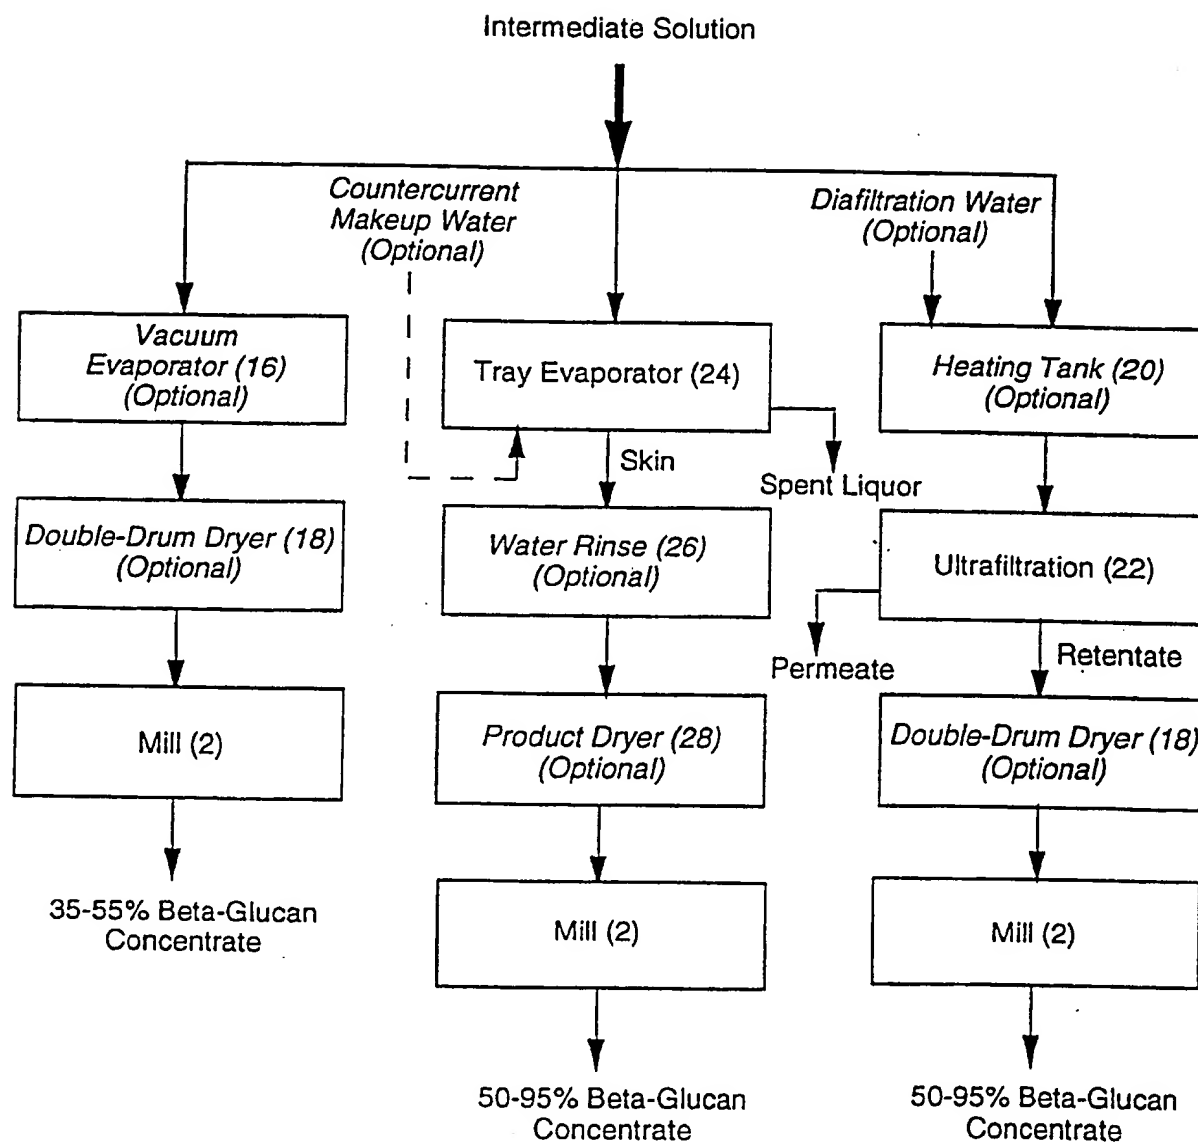 Intermediate Solution
Countercurrent
Makeup Water
(Optional)
Diafiltration Water
(Optional)
Vacuum
Evaporator (16)
(Optional)
Tray Evaporator (24)
Heating Tank (20)
(Optional)
Skin
Spent Liquor
Double-Drum Dryer (18)
(Optional)
Water Rinse (26)
(Optional)
Ultrafiltration (22)
Permeate
Retentate
Mill (2)
Product Dryer (28)
(Optional)
Double-Drum Dryer (18)
(Optional)
35-55% Beta-Glucan
Concentrate
Mill (2)
Mill (2)
50-95% Beta-Glucan
Concentrate
50-95% Beta-Glucan
Concentrate